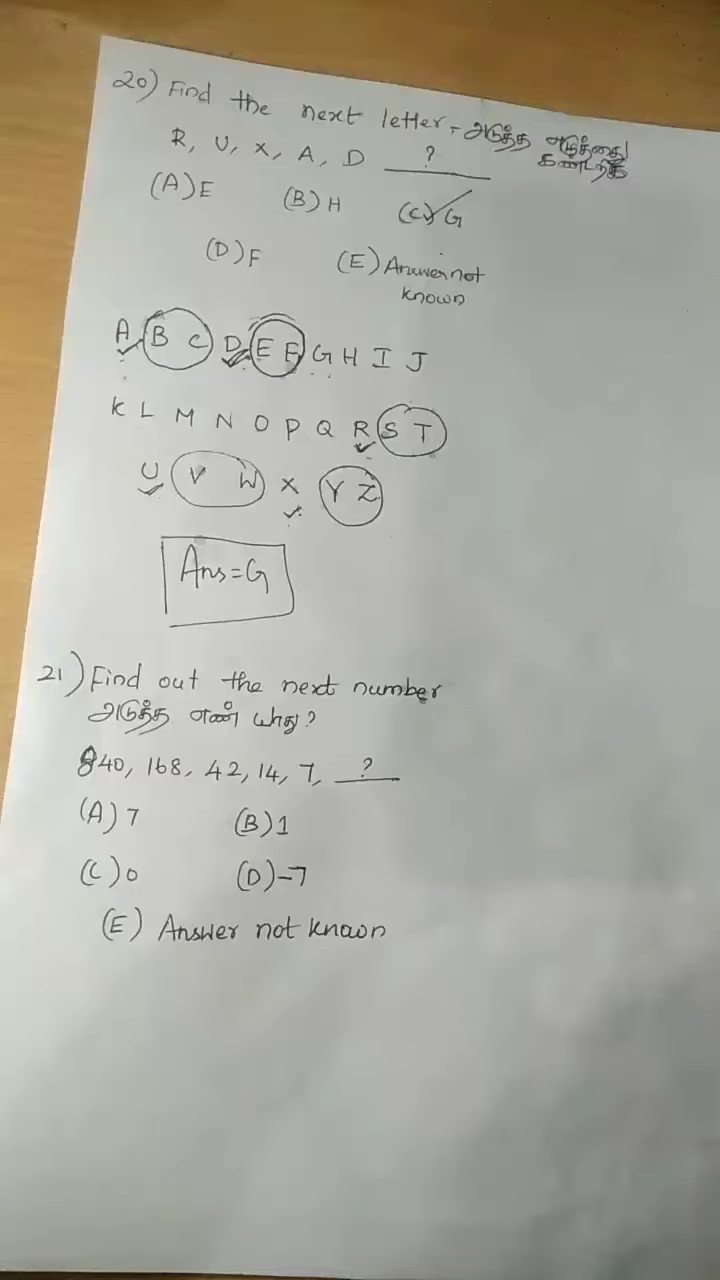 20) Find the next letter - அடுத்த எழுத்தை
கண்டறிக
R, U, X, A, D ?
(A) E (B) H (C) G
(D) F (E) Answer not
known
A B C D E F G H I J
K L M N O P Q R S T
U V W X Y Z
Ans = G
21) Find out the next number
அடுத்த எண் யாது?
840, 168, 42, 14, 7, ?
(A) 7 (B) 1
(C) 0 (D) -7
(E) Answer not known